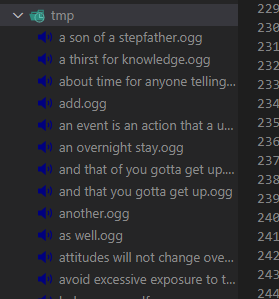 tmp
a son of a stepfather.ogg
229
a thirst for knowledge.ogg
230
about time for anyone telling...
231
add.ogg
232
an event is an action that a u...
233
234
an overnight stay.ogg
235
and that of you gotta get up....
236
and that you gotta get up.ogg
237
another.ogg
238
as well.ogg
239
240
attitudes will not change ove...
241
avoid excessive exposure to t...
242
243
244